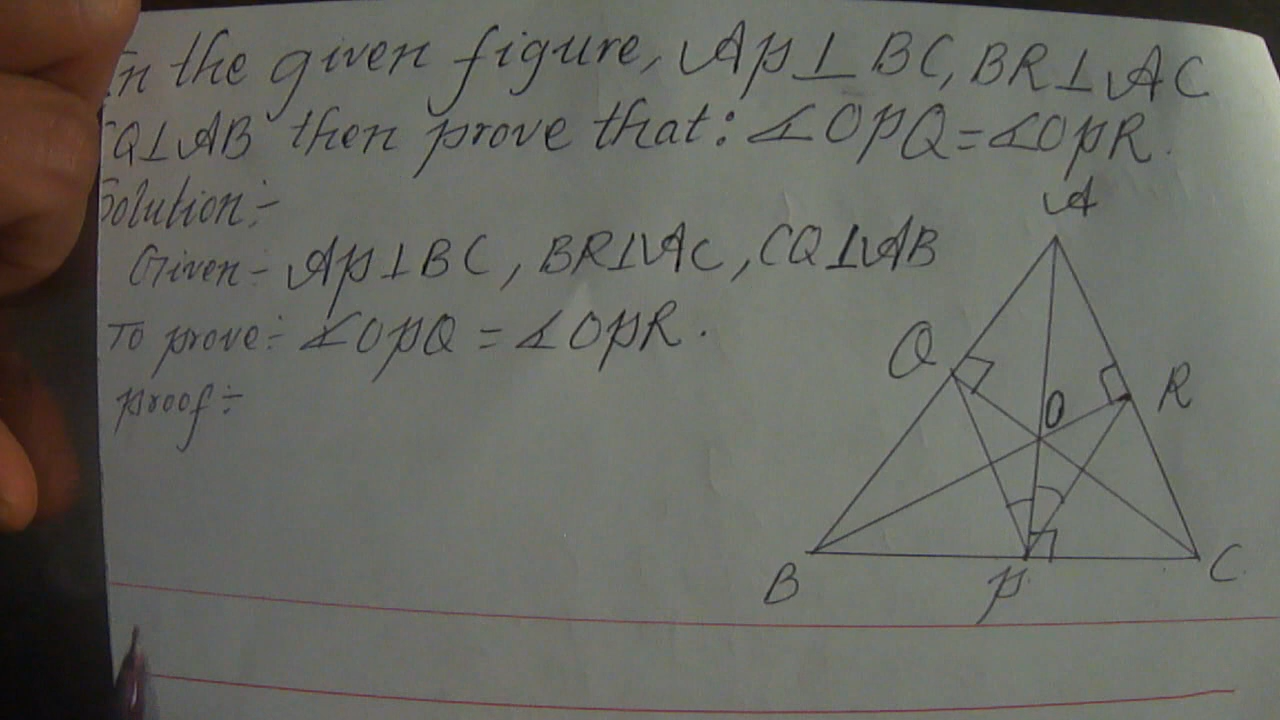 In the given figure, AP⊥BC, BR⊥AC
CQ⊥AB then prove that: ∡OPQ=∡OPR.
Solution:-
Given:- AP⊥BC, BR⊥AC, CQ⊥AB
To prove:- ∡OPQ = ∡OPR.
proof:-
A
Q
R
O
B
P
C